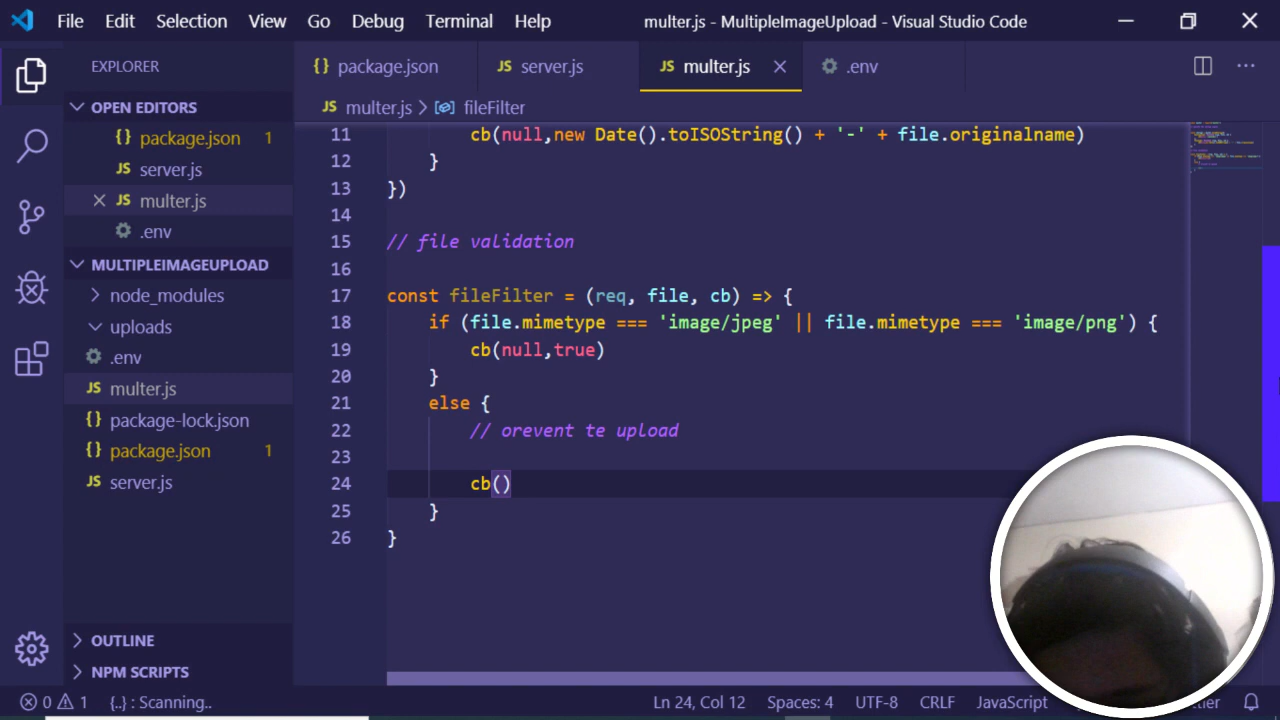 File Edit Selection View Go Debug Terminal Help multer.js - MultipleImageUpload - Visual Studio Code
EXPLORER
OPEN EDITORS
{} package.json 1
JS server.js
JS multer.js
.env
MULTIPLEIMAGEUPLOAD
node_modules
uploads
.env
JS multer.js
{} package-lock.json
{} package.json 1
JS server.js
OUTLINE
NPM SCRIPTS
{} package.json JS server.js JS multer.js .env
JS multer.js > fileFilter
11 cb(null,new Date().toISOString() + '-' + file.originalname)
12 }
13 })
14
15 // file validation
16
17 const fileFilter = (req, file, cb) => {
18 if (file.mimetype === 'image/jpeg' || file.mimetype === 'image/png') {
19 cb(null,true)
20 }
21 else {
22 // orevent te upload
23
24 cb()
25 }
26 }
0 1 {..} : Scanning.. Ln 24, Col 12 Spaces: 4 UTF-8 CRLF JavaScript